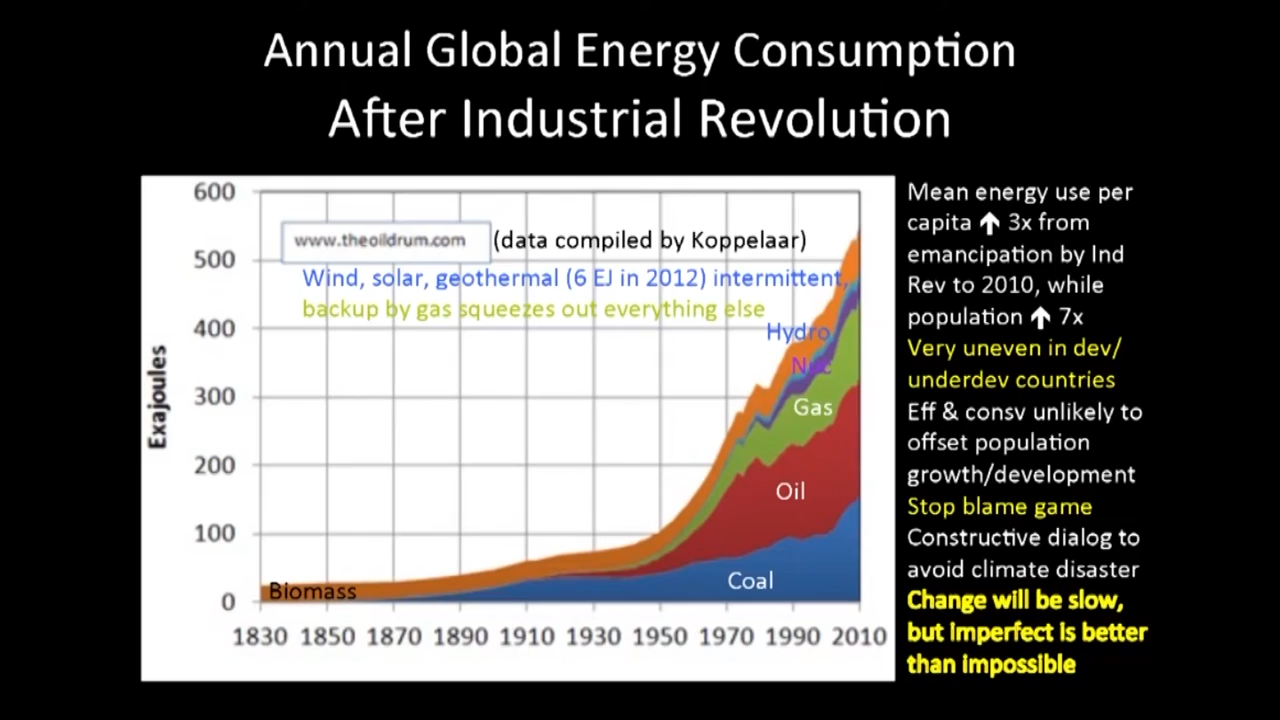 Annual Global Energy Consumption
After Industrial Revolution
600
500
400
300
200
100
0
Exajoules
www.theoildrum.com (data compiled by Koppelaar)
Wind, solar, geothermal (6 EJ in 2012) intermittent,
backup by gas squeezes out everything else
Hydro
Nuc
Gas
Oil
Coal
Biomass
1830 1850 1870 1890 1910 1930 1950 1970 1990 2010
Mean energy use per
capita ⬆ 3x from
emancipation by Ind
Rev to 2010, while
population ⬆ 7x
Very uneven in dev/
underdev countries
Eff & consv unlikely to
offset population
growth/development
Stop blame game
Constructive dialog to
avoid climate disaster
Change will be slow,
but imperfect is better
than impossible